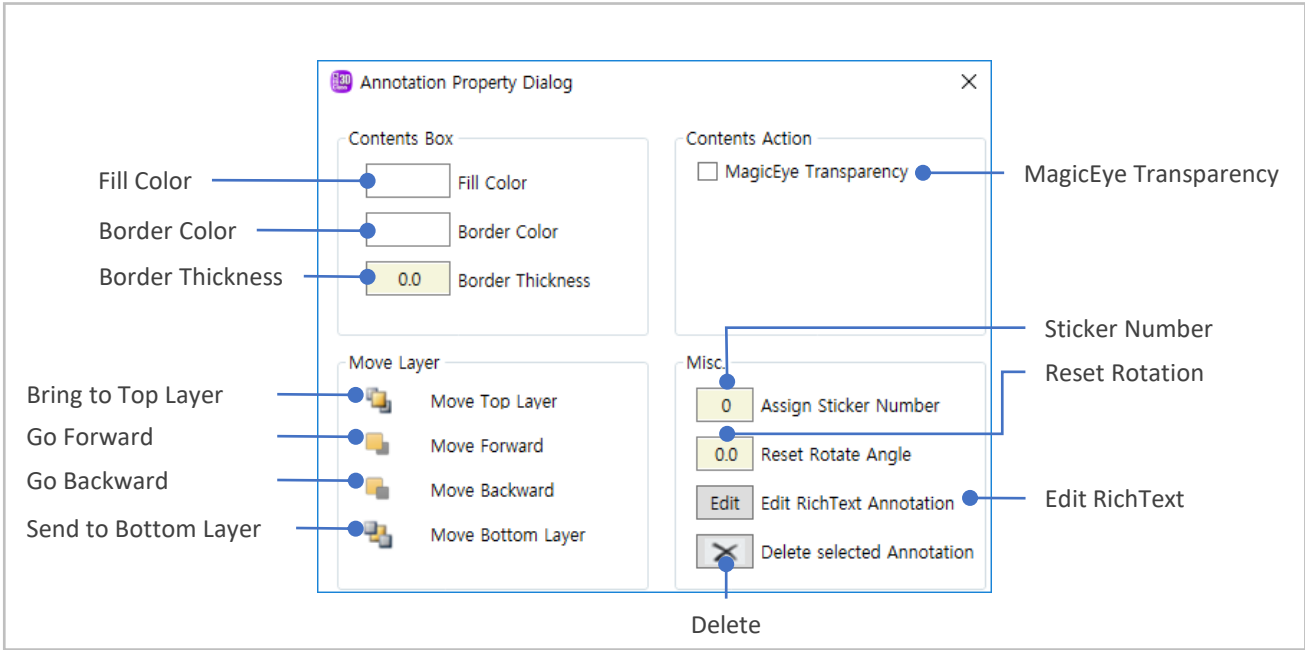 Annotation Property Dialog
Contents Box
Contents Action
Fill Color
Fill Color
MagicEye Transparency
MagicEye Transparency
Border Color
Border Color
Border Thickness
0.0
Border Thickness
Sticker Number
Move Layer
Misc.
Reset Rotation
Bring to Top Layer
Move Top Layer
0
Assign Sticker Number
Go Forward
Move Forward
0.0
Reset Rotate Angle
Go Backward
Move Backward
Edit
Edit RichText Annotation
Edit RichText
Send to Bottom Layer
Move Bottom Layer
Delete selected Annotation
Delete